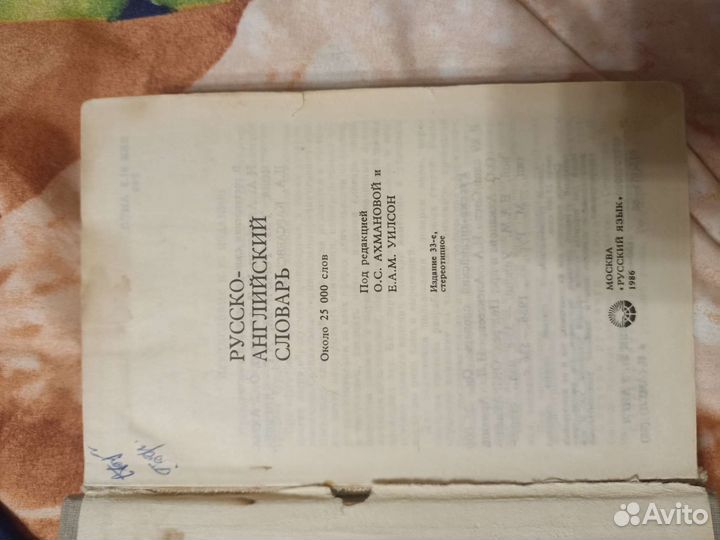 РУССКО-
АНГЛИЙСКИЙ
СЛОВАРЬ
Около 25 000 слов
Под редакцией
О.С. АХМАНОВОЙ и
Е.А.М. УИЛСОН
Издание 33-е,
стереотипное
МОСКВА
«РУССКИЙ ЯЗЫК»
1986
Avito